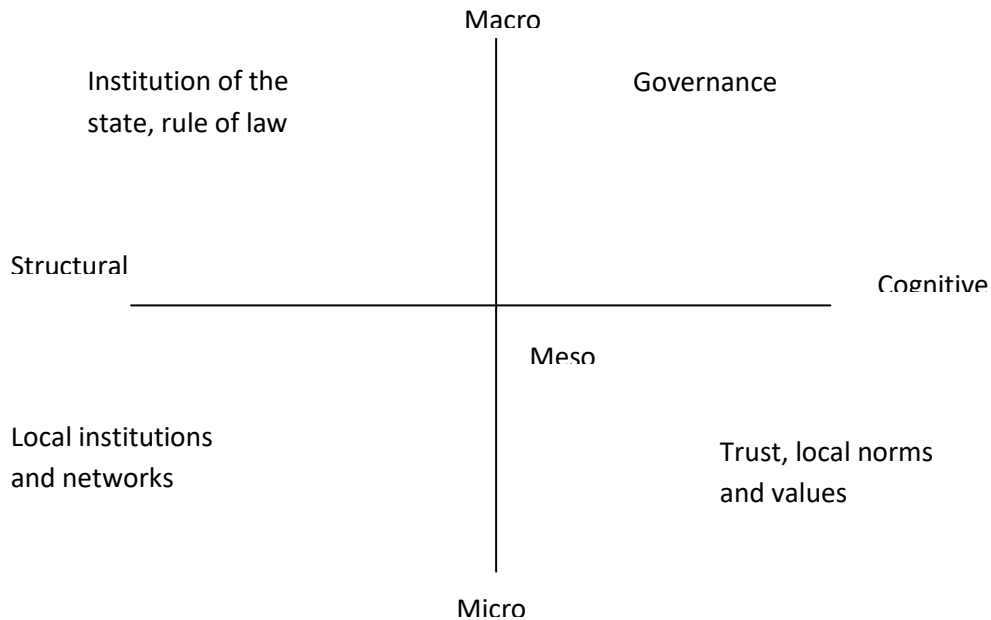 Macro
Institution of the
state, rule of law
Governance
Structural
Cognitive
Meso
Local institutions
and networks
Trust, local norms
and values
Micro